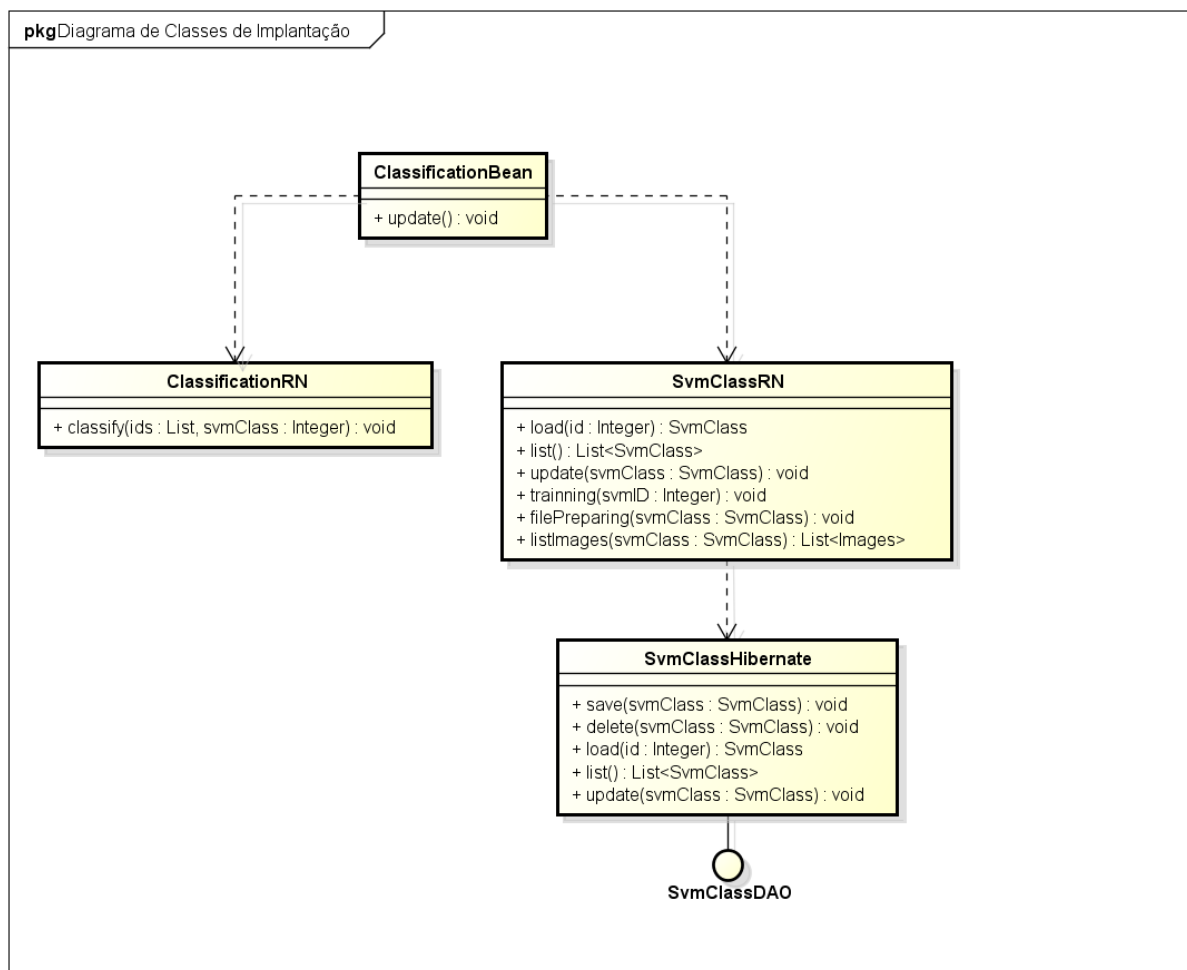 pkg Diagrama de Classes de Implantação
ClassificationBean
+ update() : void
ClassificationRN
+ classify(ids : List, svmClass : Integer) : void
SvmClassRN
+ load(id : Integer) : SvmClass
+ list() : List<SvmClass>
+ update(svmClass : SvmClass) : void
+ trainning(svmID : Integer) : void
+ filePreparing(svmClass : SvmClass) : void
+ listImages(svmClass : SvmClass) : List<Images>
SvmClassHibernate
+ save(svmClass : SvmClass) : void
+ delete(svmClass : SvmClass) : void
+ load(id : Integer) : SvmClass
+ list() : List<SvmClass>
+ update(svmClass : SvmClass) : void
SvmClassDAO